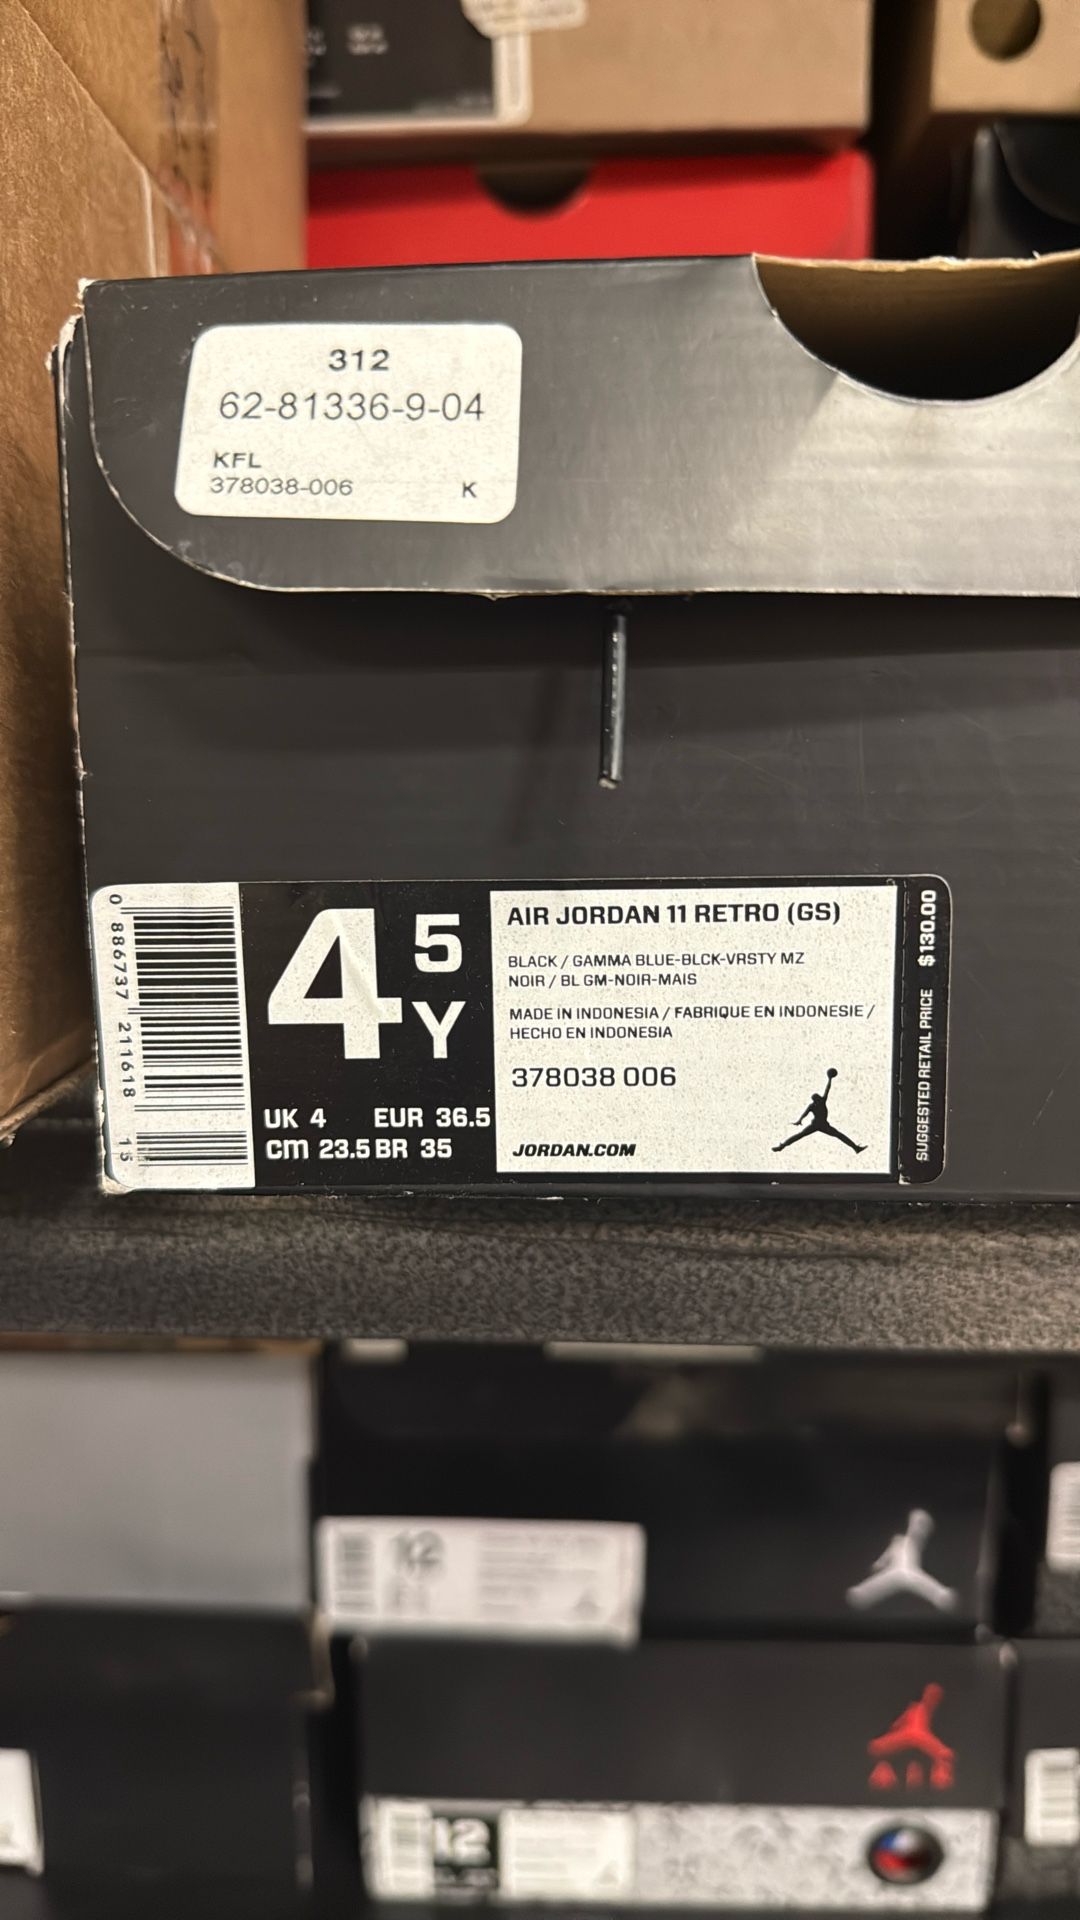 312
62-81336-9-04
KFL
378038-006 K
0 886737 211618 15
4 5 Y
UK 4 EUR 36.5
cm 23.5 BR 35
AIR JORDAN 11 RETRO (GS)
BLACK / GAMMA BLUE-BLCK-VRSTY MZ
NOIR / BL GM-NOIR-MAIS
MADE IN INDONESIA / FABRIQUE EN INDONESIE /
HECHO EN INDONESIA
378038 006
JORDAN.COM
SUGGESTED RETAIL PRICE $130.00
12
AIR
12